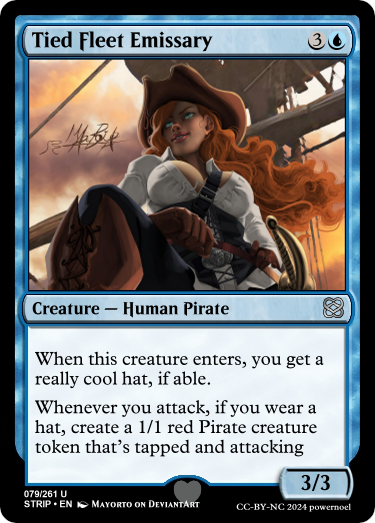 Tied Fleet Emissary 3
Creature — Human Pirate
When this creature enters, you get a
really cool hat, if able.
Whenever you attack, if you wear a
hat, create a 1/1 red Pirate creature
token that's tapped and attacking
3/3
079/261 U
STRIP • EN Mayorto on DeviantArt
CC-BY-NC 2024 powernoel